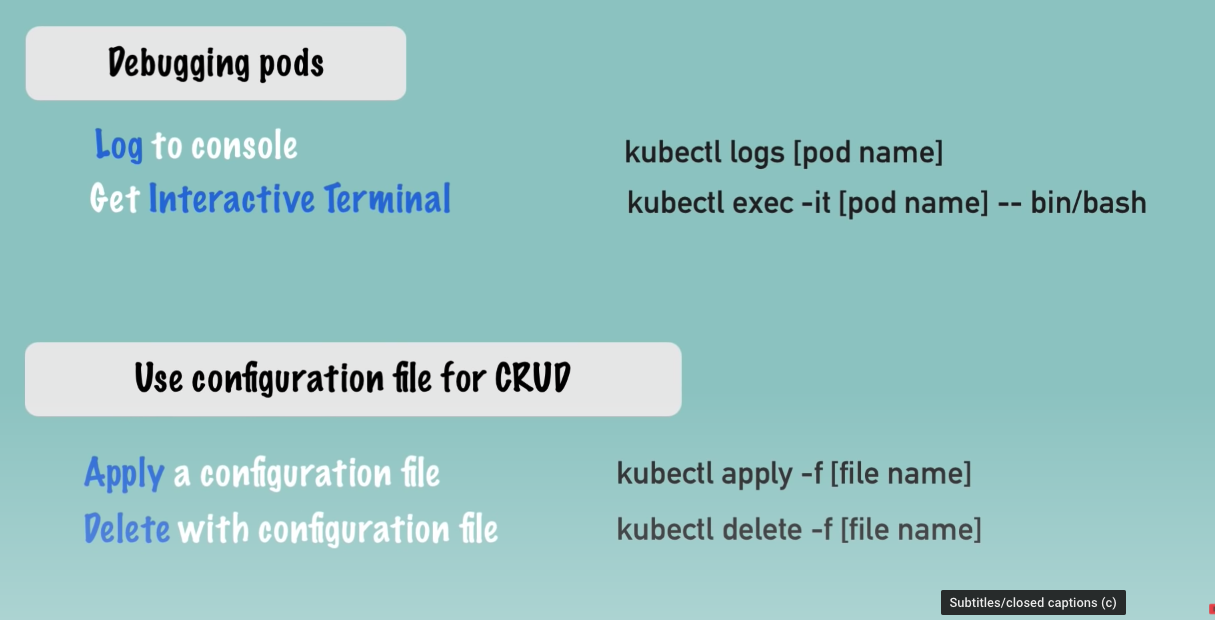 Debugging pods
Log to console
kubectl logs [pod name]
Get Interactive Terminal
kubectl exec -it [pod name] -- bin/bash
Use configuration file for CRUD
Apply a configuration file
kubectl apply -f [file name]
Delete with configuration file
kubectl delete -f [file name]
Subtitles/closed captions (c)